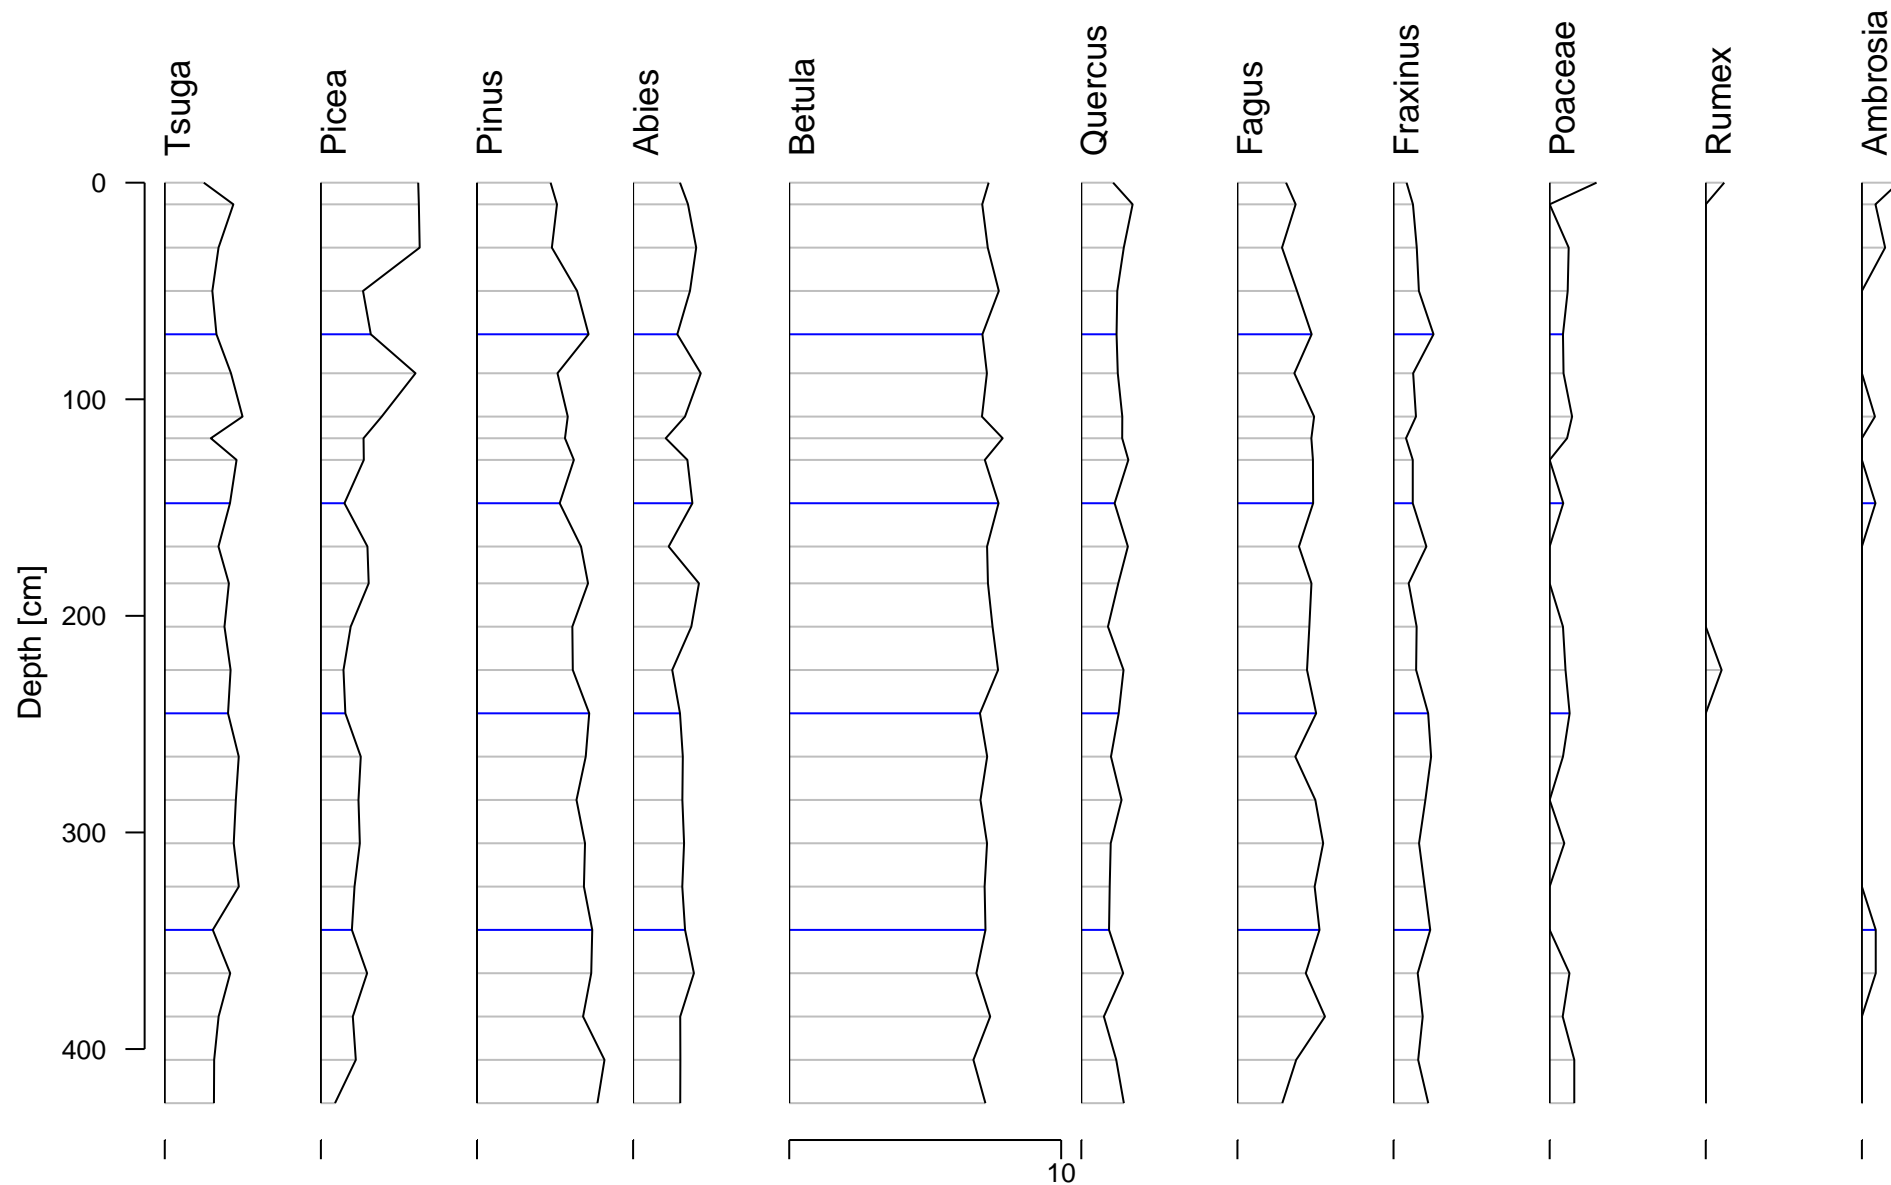 Tsuga
Picea
Pinus
Abies
Betula
Quercus
Fagus
Fraxinus
Poaceae
Rumex
Ambrosia
Depth [cm]
0
100
200
300
400
10